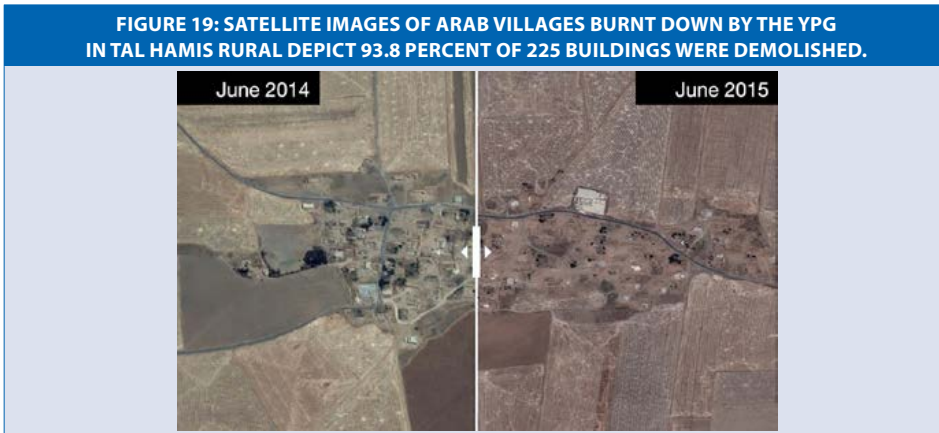 FIGURE 19: SATELLITE IMAGES OF ARAB VILLAGES BURNT DOWN BY THE YPG
IN TAL HAMIS RURAL DEPICT 93.8 PERCENT OF 225 BUILDINGS WERE DEMOLISHED.
June 2014
June 2015